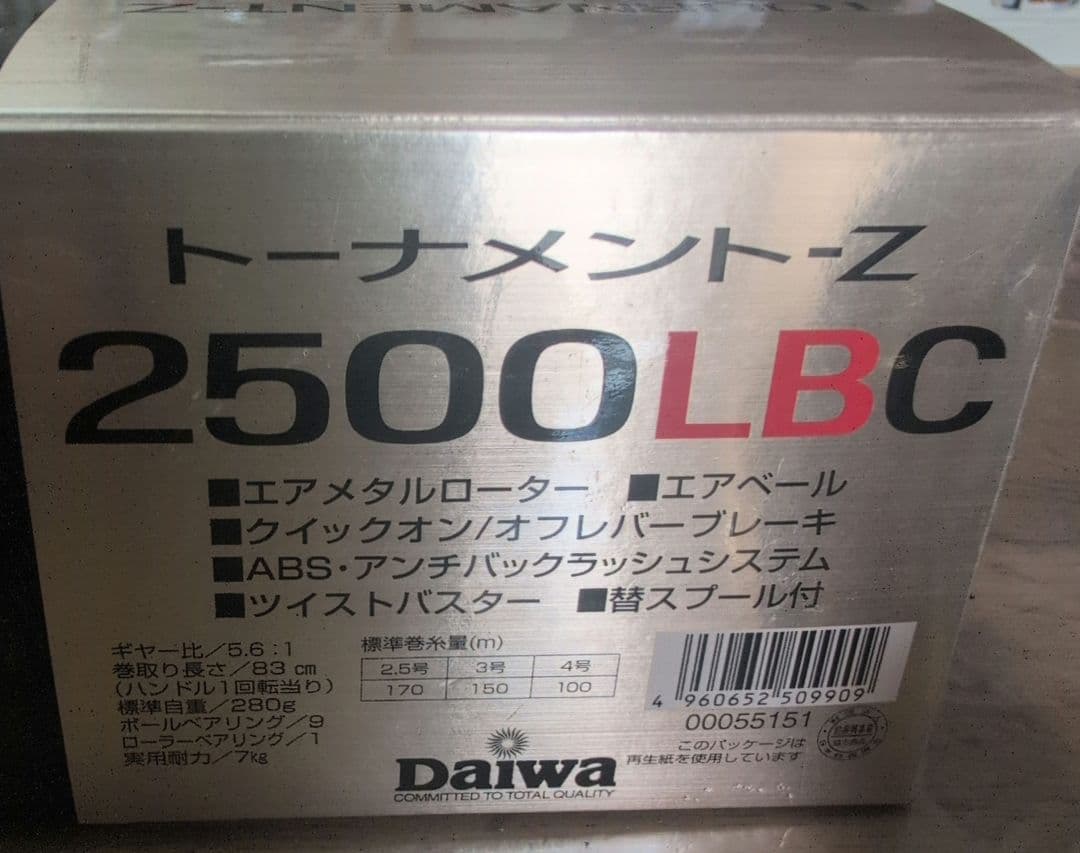 TOURNAMENT-Z
トーナメント-Z
2500LBC
■エアメタルローター ■エアベール
■クイックオン/オフレバーブレーキ
■ABS・アンチバックラッシュシステム
■ツイストバスター ■替スプール付
ギヤー比/5.6:1
巻取り長さ/83cm
(ハンドル1回転当り)
標準自重/280g
ボールベアリング/9
ローラーベアリング/1
実用耐力/7kg
標準巻糸量(m)
2.5号 3号 4号
170 150 100
4 960652 509909
00055151
このパッケージは
再生紙を使用しています
Daiwa
COMMITTED TO TOTAL QUALITY